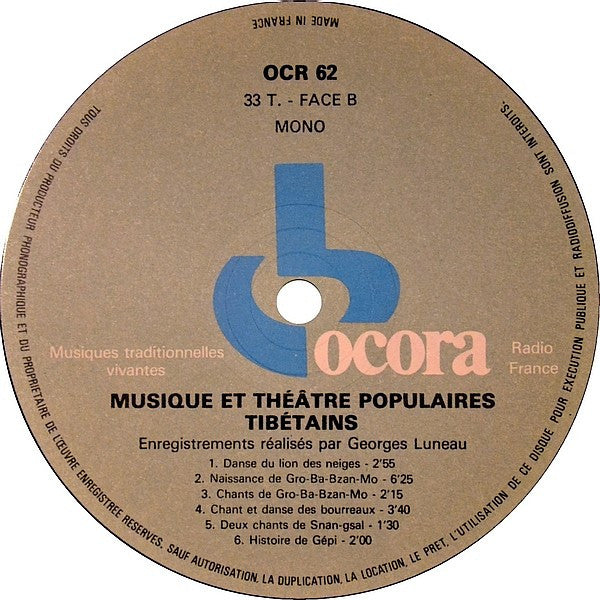 MADE IN FRANCE
OCR 62
33 T. - FACE B
MONO
ocora
Musiques traditionnelles
vivantes
Radio
France
MUSIQUE ET THÉÂTRE POPULAIRES
TIBÉTAINS
Enregistrements réalisés par Georges Luneau
1. Danse du lion des neiges - 2'55
2. Naissance de Gro-Ba-Bzan-Mo - 6'25
3. Chants de Gro-Ba-Bzan-Mo - 2'15
4. Chant et danse des bourreaux - 3'40
5. Deux chants de Snan-gsal - 1'30
6. Histoire de Gépi - 2'00
TOUS DROITS DU PRODUCTEUR PHONOGRAPHIQUE ET DU PROPRIETAIRE DE L'ŒUVRE ENREGISTREE RESERVES. SAUF AUTORISATION, LA DUPLICATION, LA LOCATION, LE PRET, L'UTILISATION DE CE DISQUE POUR EXECUTION PUBLIQUE ET RADIODIFFUSION SONT INTERDITS.